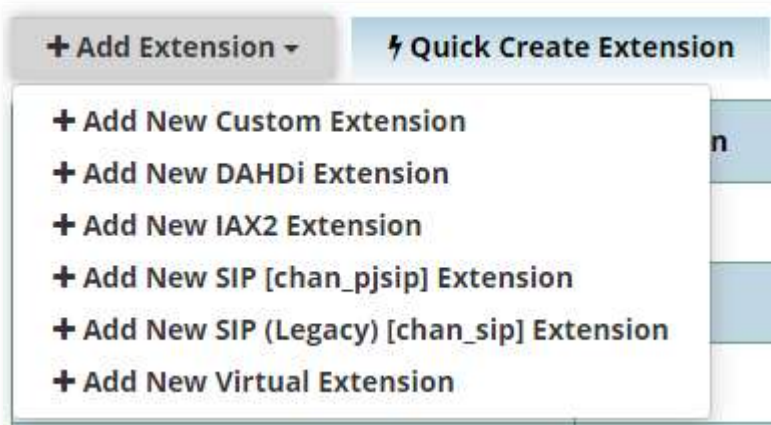 + Add Extension
Quick Create Extension
n
+ Add New Custom Extension
+ Add New DAHDi Extension
+ Add New IAX2 Extension
+ Add New SIP [chan_pjsip] Extension
+ Add New SIP (Legacy) [chan_sip] Extension
+ Add New Virtual Extension